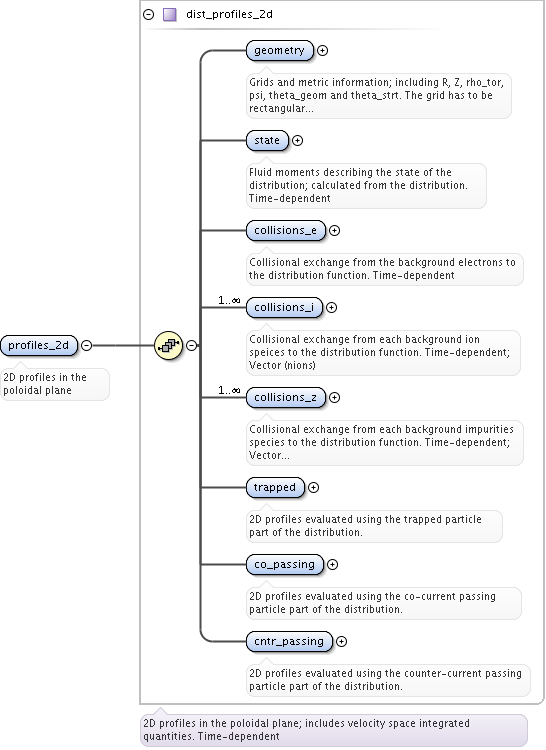 dist_profiles_2d
geometry
Grids and metric information; including R, Z, rho_tor,
psi, theta_geom and theta_strt. The grid has to be
rectangular...
state
Fluid moments describing the state of the
distribution; calculated from the distribution.
Time-dependent
collisions_e
Collisional exchange from the background electrons to
the distribution function. Time-dependent
1..∞
collisions_i
Collisional exchange from each background ion
speices to the distribution function. Time-dependent;
Vector (nions)
profiles_2d
2D profiles in the
poloidal plane
1..∞
collisions_z
Collisional exchange from each background impurities
species to the distribution function. Time-dependent;
Vector...
trapped
2D profiles evaluated using the trapped particle
part of the distribution.
co_passing
2D profiles evaluated using the co-current passing
particle part of the distribution.
cntr_passing
2D profiles evaluated using the counter-current passing
particle part of the distribution.
2D profiles in the poloidal plane; includes velocity space integrated
quantities. Time-dependent